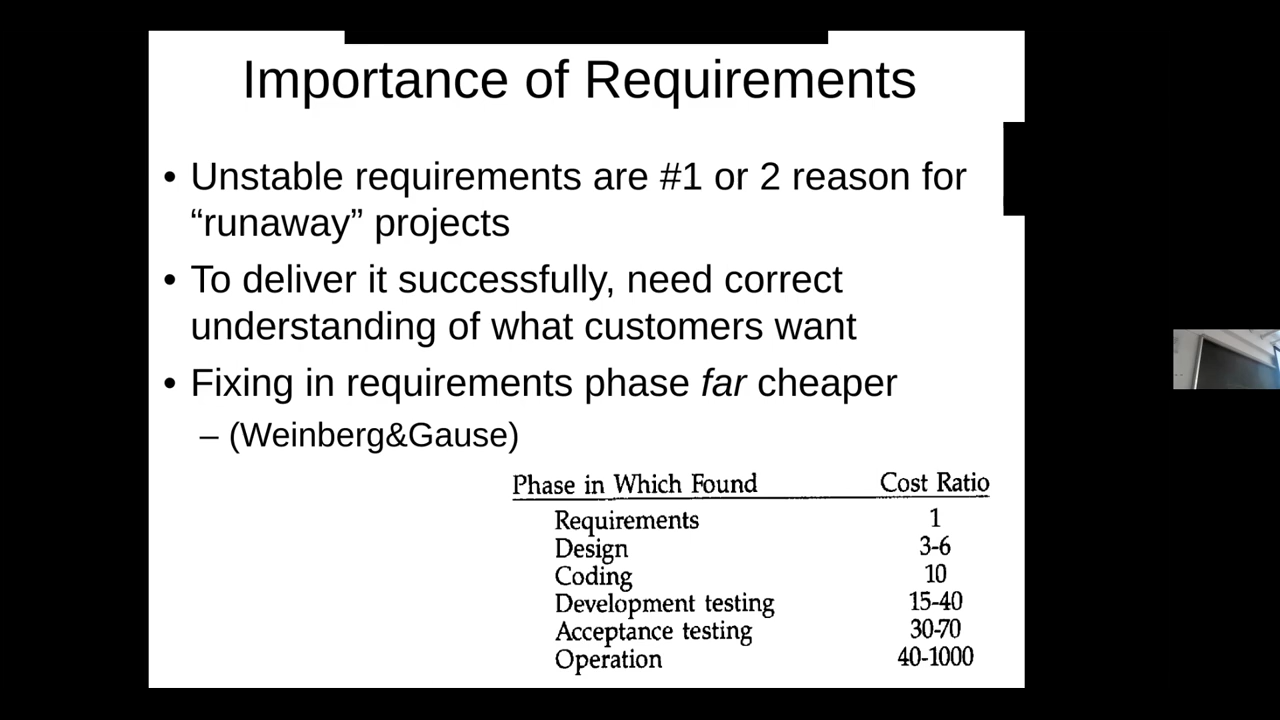 Importance of Requirements
• Unstable requirements are #1 or 2 reason for
“runaway” projects
• To deliver it successfully, need correct
understanding of what customers want
• Fixing in requirements phase far cheaper
– (Weinberg&Gause)
Phase in Which Found Cost Ratio
Requirements 1
Design 3-6
Coding 10
Development testing 15-40
Acceptance testing 30-70
Operation 40-1000